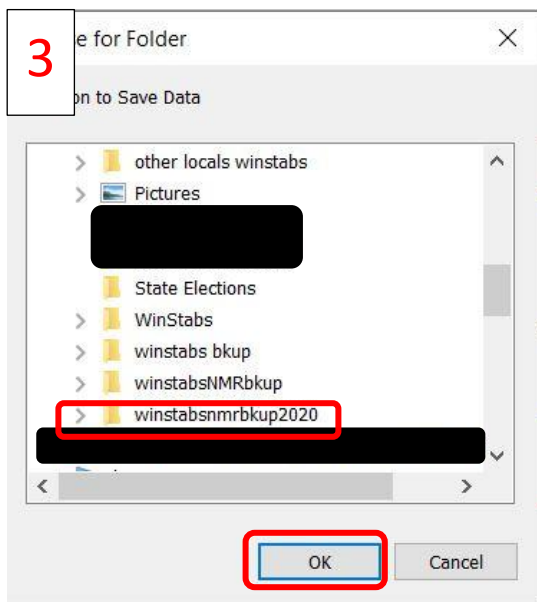 3
e for Folder
on to Save Data
other locals winstabs
Pictures
State Elections
WinStabs
winstabs bkup
winstabsNMRbkup
winstabsnmrbkup2020
OK
Cancel